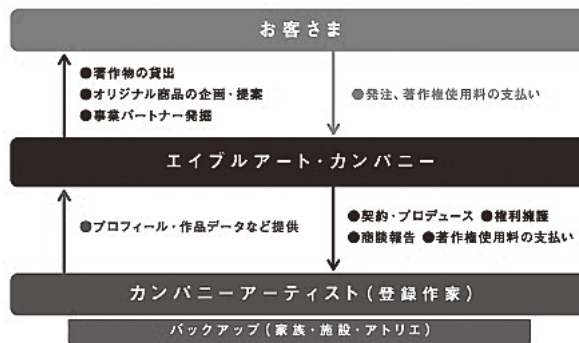 お客さま
●著作物の貸出
●オリジナル商品の企画・提案
●事業パートナー発掘
●発注、著作権使用料の支払い
エイブルアート・カンパニー
●プロフィール・作品データなど提供
●契約・プロデュース ●権利擁護
●商談報告 ●著作権使用料の支払い
カンパニーアーティスト(登録作家)
バックアップ(家族・施設・アトリエ)